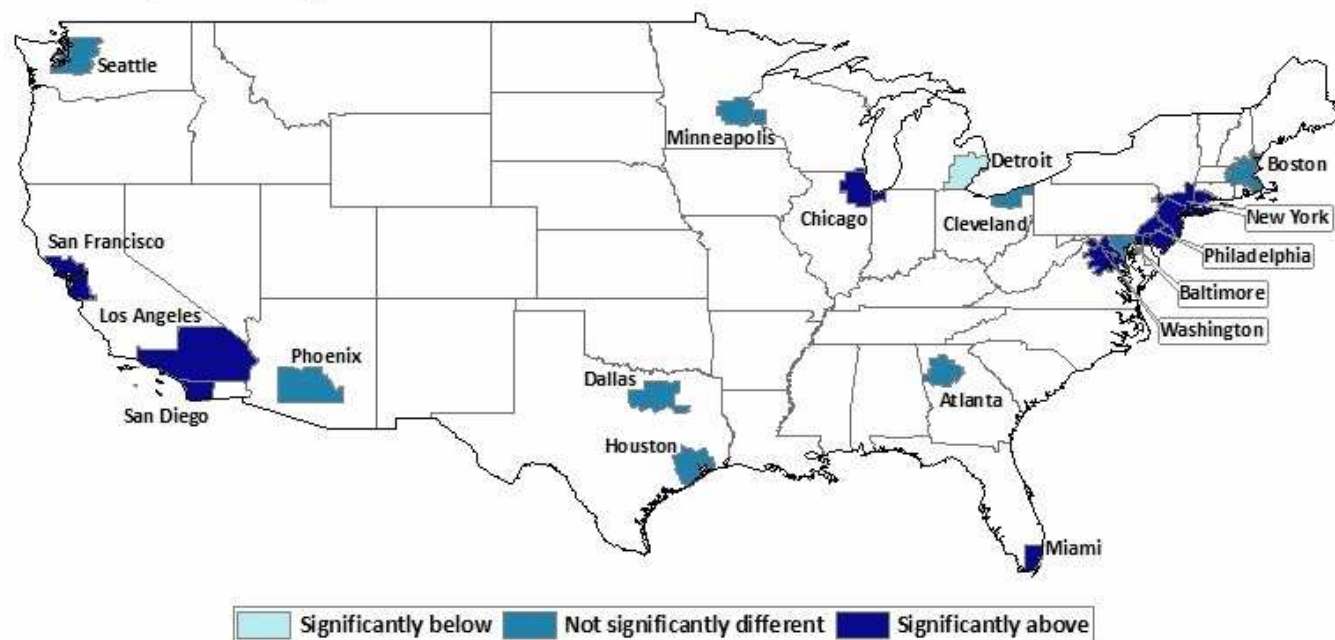 Seattle
Minneapolis
Detroit
Boston
Chicago
Cleveland
New York
San Francisco
Philadelphia
Baltimore
Los Angeles
Washington
Phoenix
Dallas
Atlanta
San Diego
Houston
Miami
Significantly below
Not significantly different
Significantly above